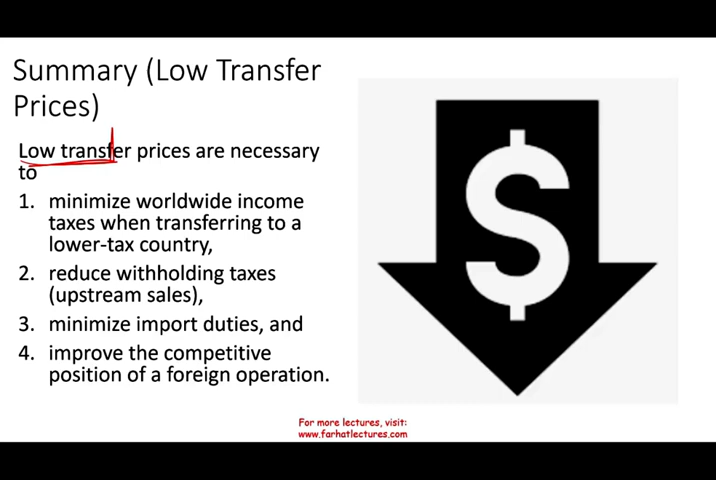 Summary (Low Transfer
Prices)
Low transfer prices are necessary
to
1. minimize worldwide income
taxes when transferring to a
lower-tax country,
2. reduce withholding taxes
(upstream sales),
3. minimize import duties, and
4. improve the competitive
position of a foreign operation.
$
For more lectures, visit:
www.farhatlectures.com